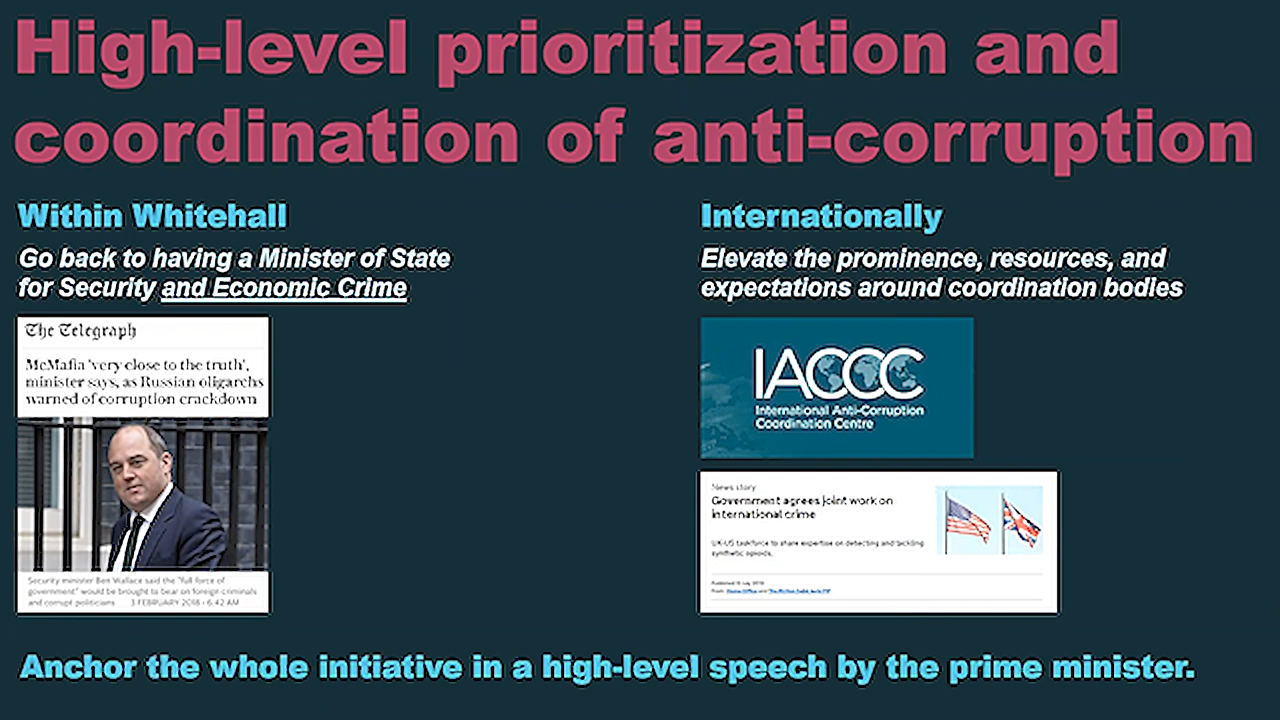 High-level prioritization and
coordination of anti-corruption
Within Whitehall
Go back to having a Minister of State
for Security and Economic Crime
The Telegraph
McMafia 'very close to the truth',
minister says, as Russian oligarchs
warned of corruption crackdown
Security minister Ben Wallace said the "full force of
government" would be brought to bear on foreign criminals
and corrupt politicians 3 FEBRUARY 2018 • 6:42 AM
Internationally
Elevate the prominence, resources, and
expectations around coordination bodies
IACCC
International Anti-Corruption
Coordination Centre
News story
Government agrees joint work on
international crime
UK-US taskforce to share expertise on detecting and tackling
synthetic opioids.
Published
From: Home Office and
Anchor the whole initiative in a high-level speech by the prime minister.